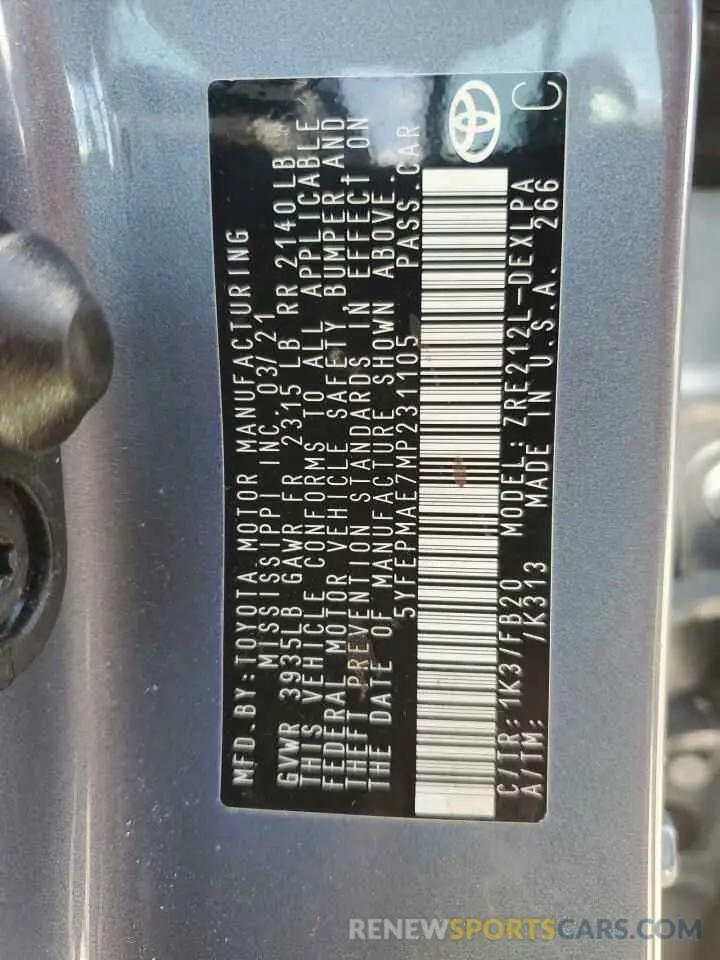 MFD.BY:TOYOTA MOTOR MANUFACTURING
MISSISSIPPI INC. 03/21
GVWR 3935LB GAWR FR 2315 LB RR 2140LB
THIS VEHICLE CONFORMS TO ALL APPLICABLE
FEDERAL MOTOR VEHICLE SAFETY, BUMPER, AND
THEFT PREVENTION STANDARDS IN EFFECT ON
THE DATE OF MANUFACTURE SHOWN ABOVE.
5YFEPMAE7MP231105 PASS.CAR
C/TR:1K3/FB20 MODEL:ZRE212L-DEXLPA
A/TM: /K313 MADE IN U.S.A. 266
C
RENEWSPORTSCARS.COM